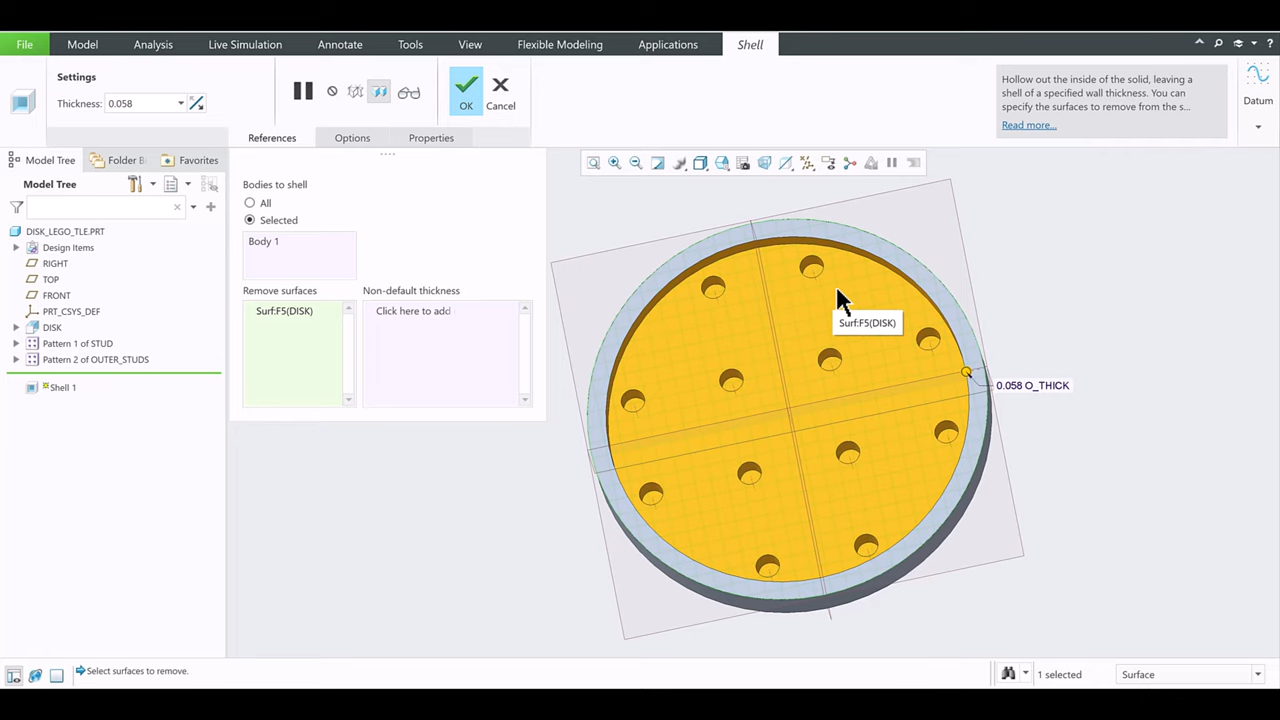 File Model Analysis Live Simulation Annotate Tools View Flexible Modeling Applications Shell
Settings
Thickness: 0.058
OK Cancel
Hollow out the inside of the solid, leaving a
shell of a specified wall thickness. You can
specify the surfaces to remove from the s...
Read more...
Datum
References Options Properties
Model Tree Folder B Favorites
Model Tree
DISK_LEGO_TLE.PRT
Design Items
RIGHT
TOP
FRONT
PRT_CSYS_DEF
DISK
Pattern 1 of STUD
Pattern 2 of OUTER_STUDS
Shell 1
Bodies to shell
All
Selected
Body 1
Remove surfaces Non-default thickness
Surf:F5(DISK) Click here to add
Surf:F5(DISK)
0.058 O_THICK
Select surfaces to remove.
1 selected
Surface